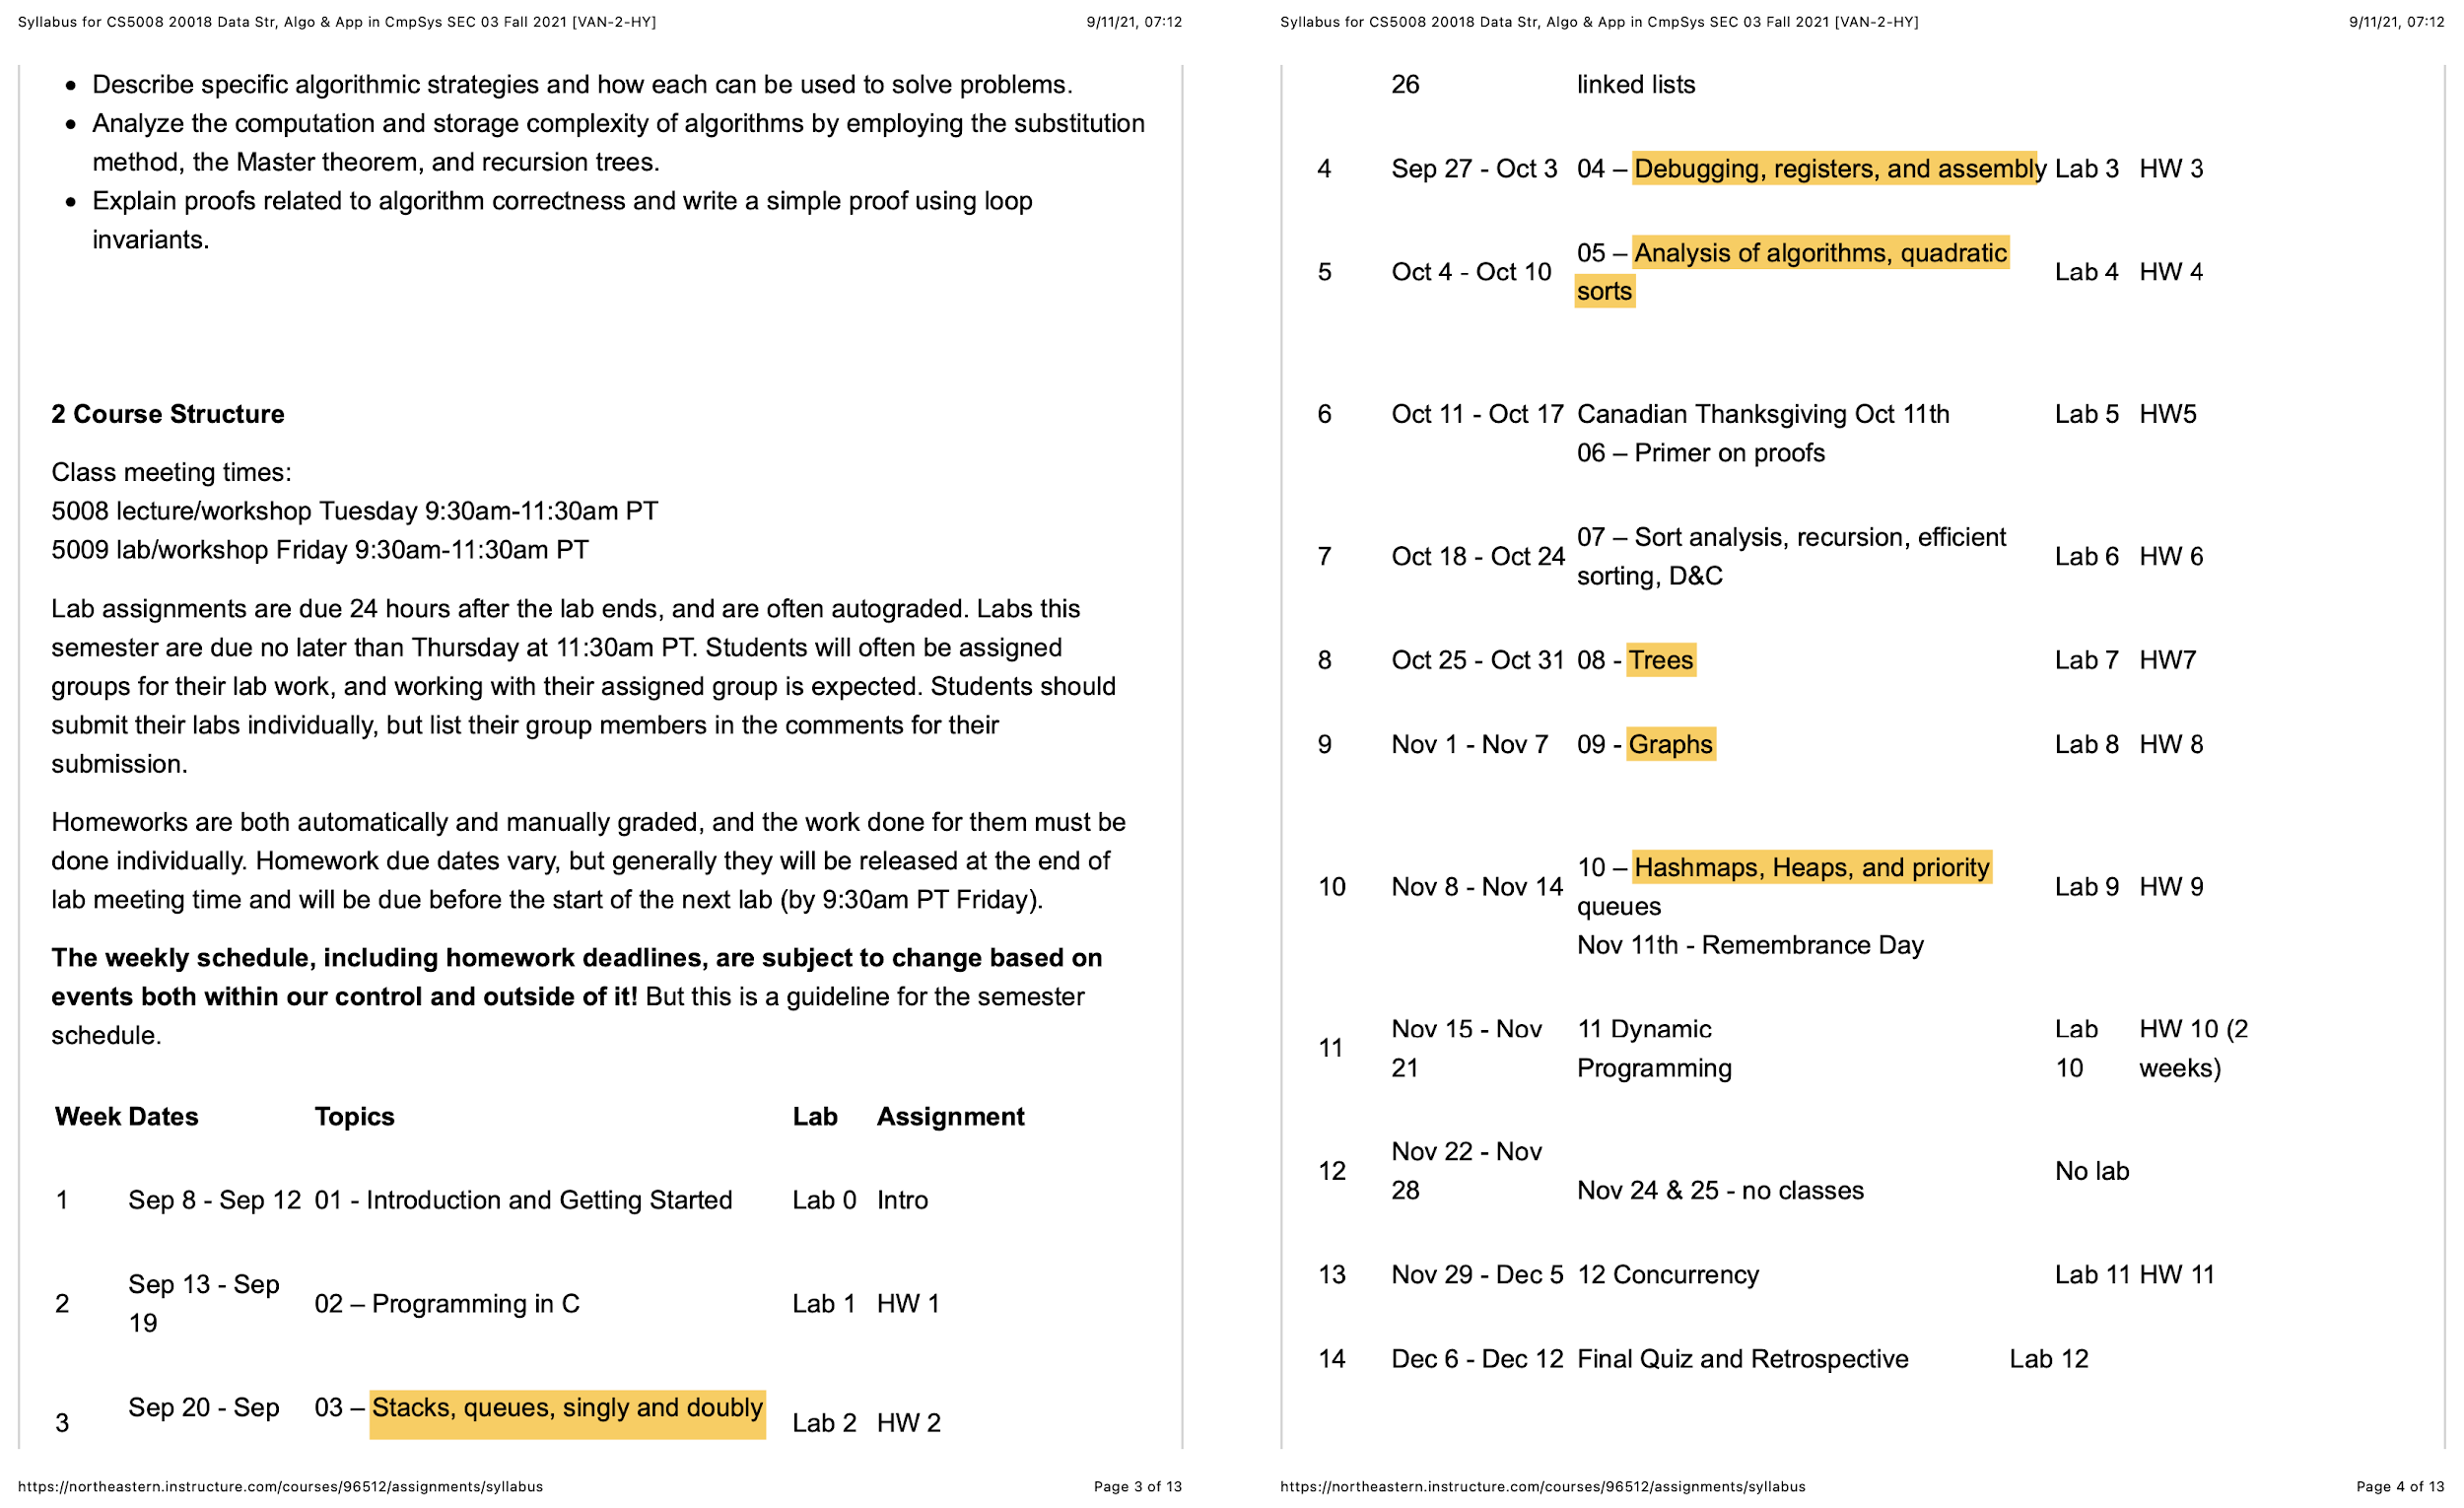 Syllabus for CS5008 20018 Data Str, Algo & App in CmpSys SEC 03 Fall 2021 [VAN-2-HY] 9/11/21, 07:12
• Describe specific algorithmic strategies and how each can be used to solve problems.
• Analyze the computation and storage complexity of algorithms by employing the substitution
method, the Master theorem, and recursion trees.
• Explain proofs related to algorithm correctness and write a simple proof using loop
invariants.
2 Course Structure
Class meeting times:
5008 lecture/workshop Tuesday 9:30am-11:30am PT
5009 lab/workshop Friday 9:30am-11:30am PT
Lab assignments are due 24 hours after the lab ends, and are often autograded. Labs this
semester are due no later than Thursday at 11:30am PT. Students will often be assigned
groups for their lab work, and working with their assigned group is expected. Students should
submit their labs individually, but list their group members in the comments for their
submission.
Homeworks are both automatically and manually graded, and the work done for them must be
done individually. Homework due dates vary, but generally they will be released at the end of
lab meeting time and will be due before the start of the next lab (by 9:30am PT Friday).
The weekly schedule, including homework deadlines, are subject to change based on
events both within our control and outside of it! But this is a guideline for the semester
schedule.
Week Dates Topics Lab Assignment
1 Sep 8 - Sep 12 01 - Introduction and Getting Started Lab 0 Intro
Sep 13 - Sep
2 02 – Programming in C Lab 1 HW 1
19
Sep 20 - Sep 03 – Stacks, queues, singly and doubly
3 Lab 2 HW 2
https://northeastern.instructure.com/courses/96512/assignments/syllabus Page 3 of 13
Syllabus for CS5008 20018 Data Str, Algo & App in CmpSys SEC 03 Fall 2021 [VAN-2-HY] 9/11/21, 07:12
26 linked lists
4 Sep 27 - Oct 3 04 – Debugging, registers, and assembly Lab 3 HW 3
05 – Analysis of algorithms, quadratic
5 Oct 4 - Oct 10 Lab 4 HW 4
sorts
6 Oct 11 - Oct 17 Canadian Thanksgiving Oct 11th Lab 5 HW5
06 – Primer on proofs
07 – Sort analysis, recursion, efficient
7 Oct 18 - Oct 24 Lab 6 HW 6
sorting, D&C
8 Oct 25 - Oct 31 08 - Trees Lab 7 HW7
9 Nov 1 - Nov 7 09 - Graphs Lab 8 HW 8
10 – Hashmaps, Heaps, and priority
10 Nov 8 - Nov 14 Lab 9 HW 9
queues
Nov 11th - Remembrance Day
Nov 15 - Nov 11 Dynamic Lab HW 10 (2
11
21 Programming 10 weeks)
Nov 22 - Nov
12 No lab
28 Nov 24 & 25 - no classes
13 Nov 29 - Dec 5 12 Concurrency Lab 11 HW 11
14 Dec 6 - Dec 12 Final Quiz and Retrospective Lab 12
https://northeastern.instructure.com/courses/96512/assignments/syllabus Page 4 of 13